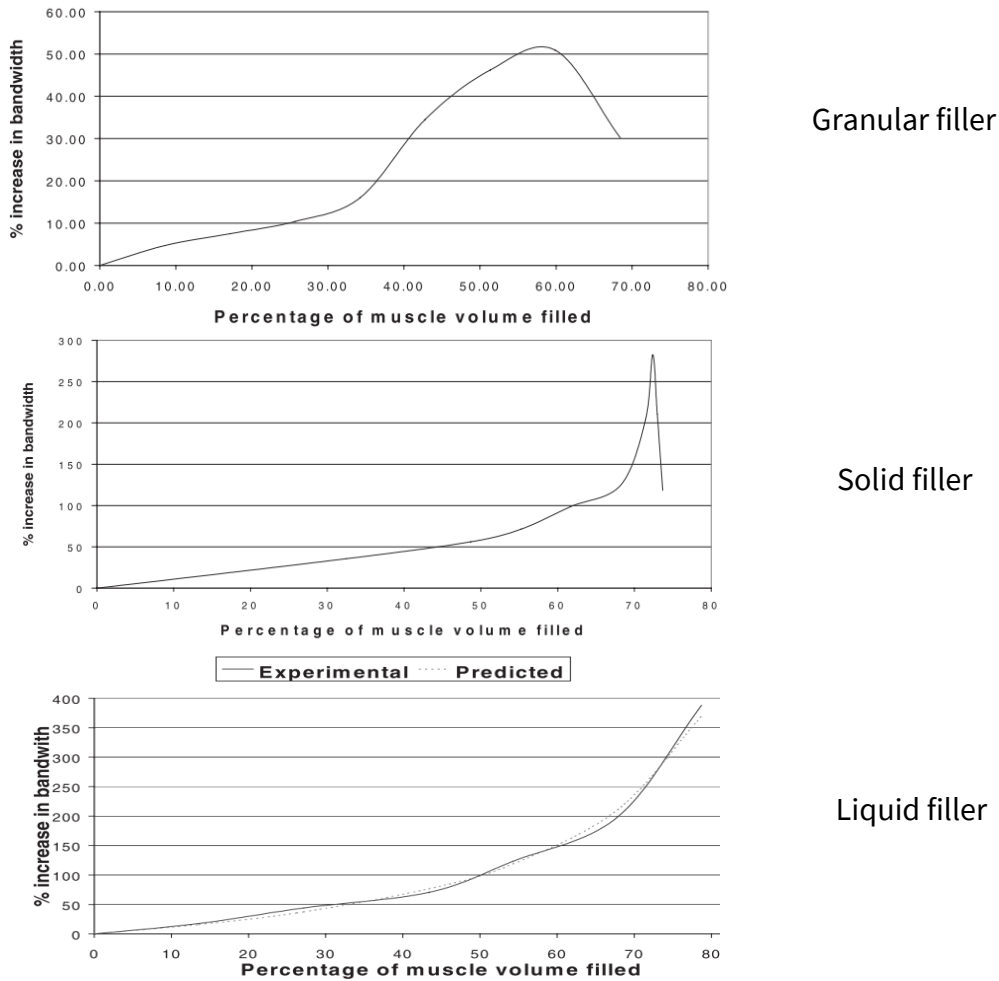 60.00
50.00
40.00
30.00
20.00
10.00
0.00
% increase in bandwidth
0.00 10.00 20.00 30.00 40.00 50.00 60.00 70.00 80.00
Percentage of muscle volume filled
Granular filler
300
250
200
150
100
50
0
% increase in bandwidth
0 10 20 30 40 50 60 70 80
Percentage of muscle volume filled
Solid filler
Experimental Predicted
400
350
300
250
200
150
100
50
0
% increase in bandwith
0 10 20 30 40 50 60 70 80
Percentage of muscle volume filled
Liquid filler